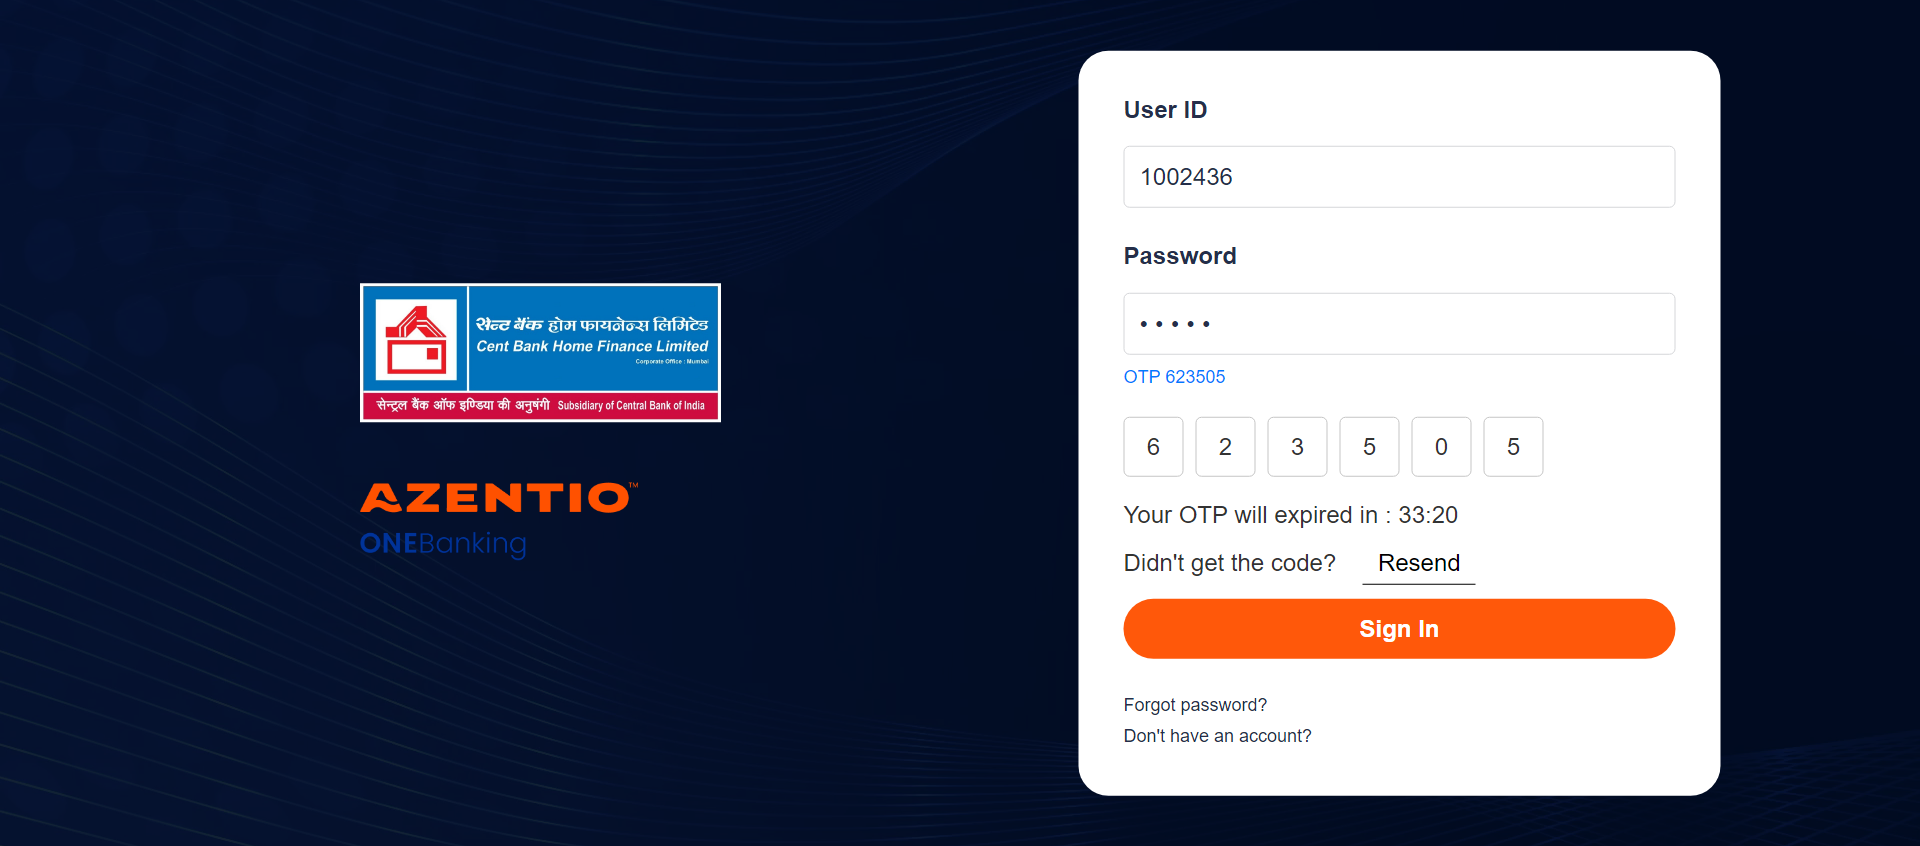 सेन्ट बैंक होम फायनेन्स लिमिटेड
Cent Bank Home Finance Limited
Corporate Office : Mumbai
सेन्ट्रल बैंक ऑफ इण्डिया की अनुषंगी Subsidiary of Central Bank of India
AZENTIO™
ONEBanking
User ID
1002436
Password
•••••
OTP 623505
6 2 3 5 0 5
Your OTP will expired in : 33:20
Didn't get the code? Resend
Sign In
Forgot password?
Don't have an account?